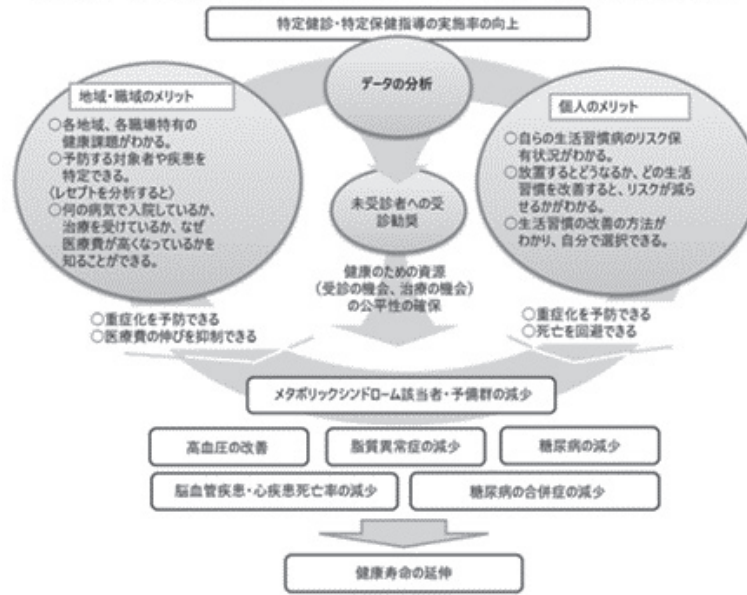 特定健診・特定保健指導の実施率の向上
データの分析
地域・職域のメリット
○各地域、各職場特有の
健康課題がわかる。
○予防する対象者や疾患を
特定できる。
〈レセプトを分析すると〉
○何の病気で入院しているか、
治療を受けているか、なぜ
医療費が高くなっているかを
知ることができる。
個人のメリット
○自らの生活習慣病のリスク保
有状況がわかる。
○放置するとどうなるか、どの生活
習慣を改善すると、リスクが減ら
せるかがわかる。
○生活習慣の改善の方法が
わかり、自分で選択できる。
未受診者への受
診勧奨
健康のための資源
（受診の機会、治療の機会）
の公平性の確保
○重症化を予防できる
○医療費の伸びを抑制できる
○重症化を予防できる
○死亡を回避できる
メタボリックシンドローム該当者・予備群の減少
高血圧の改善
脂質異常症の減少
糖尿病の減少
脳血管疾患・心疾患死亡率の減少
糖尿病の合併症の減少
健康寿命の延伸